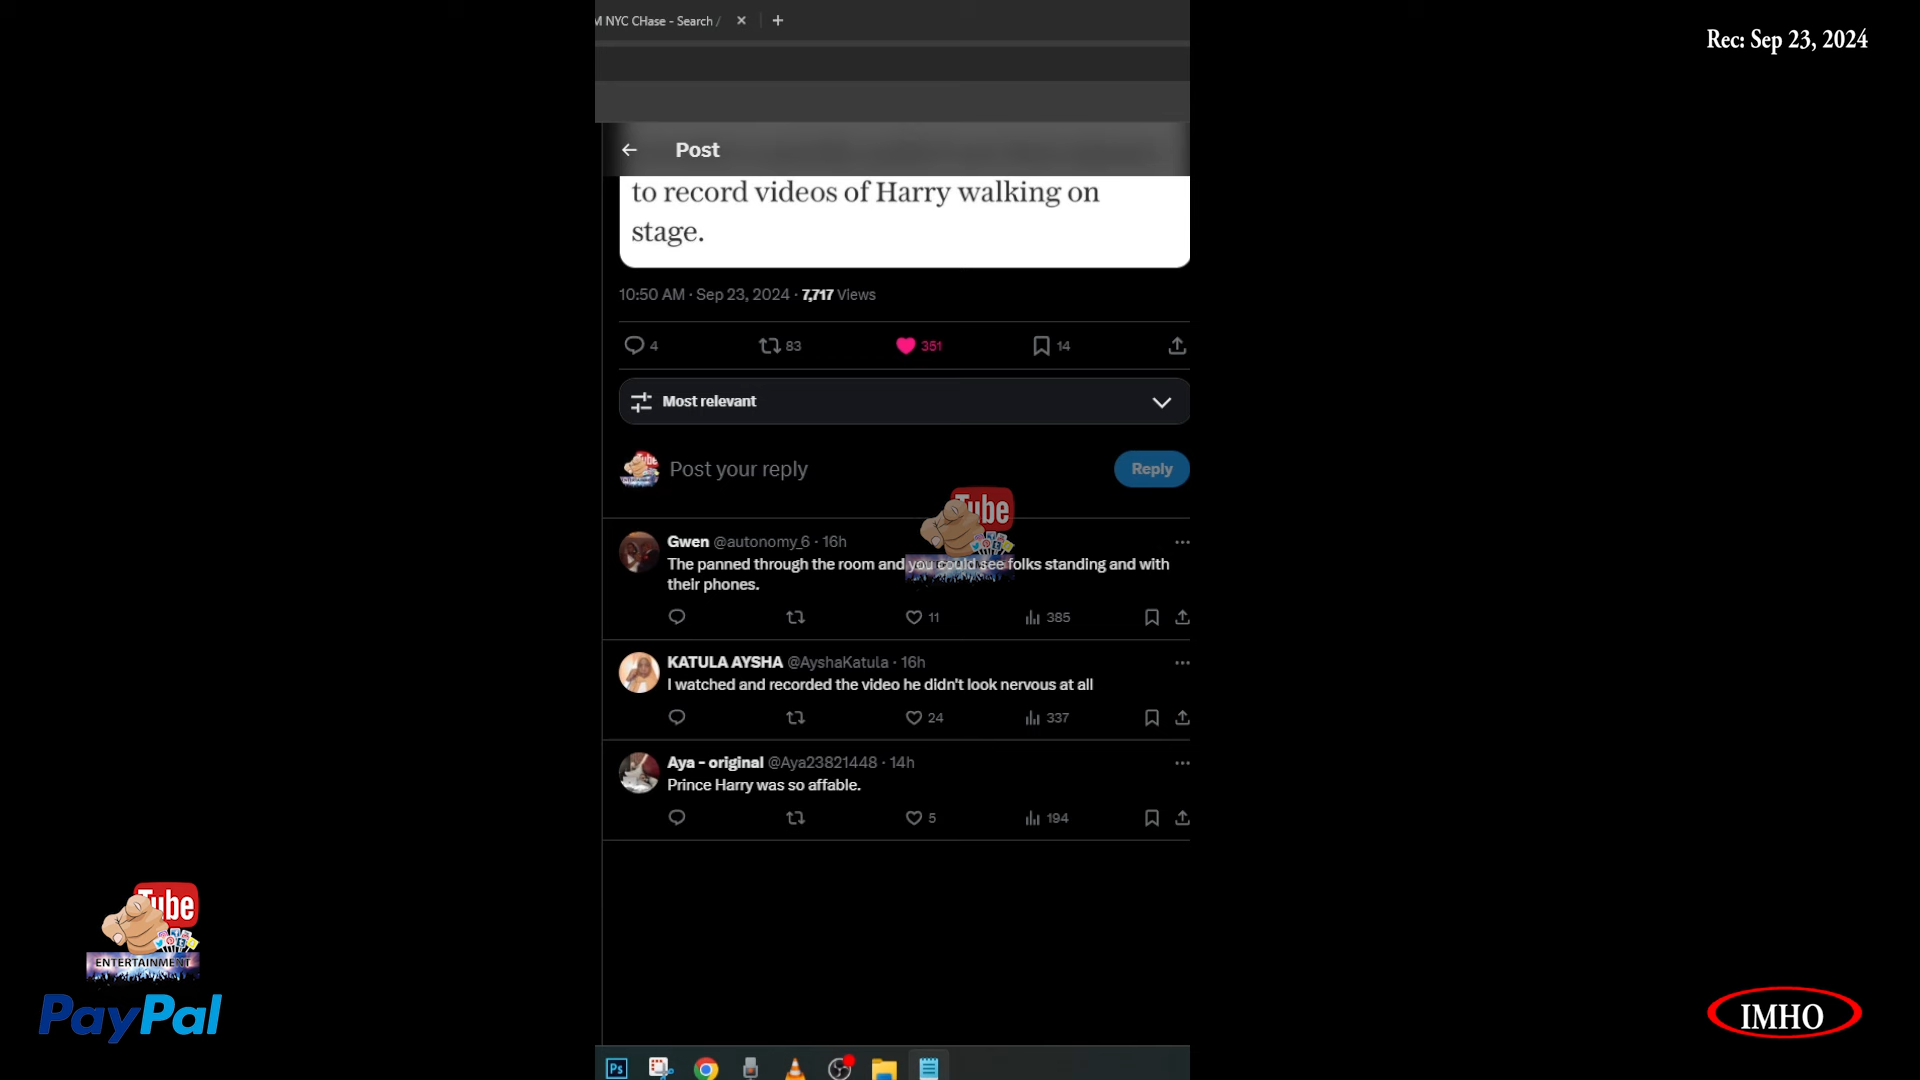 M NYC CHase - Search /
Rec: Sep 23, 2024
Post
to record videos of Harry walking on
stage.
10:50 AM · Sep 23, 2024 · 7,717 Views
4 83 351 14
Most relevant
Post your reply
Reply
Tube
Gwen @autonomy_6 · 16h
The panned through the room and you could see folks standing and with
their phones.
11 385
KATULA AYSHA @AyshaKatula · 16h
I watched and recorded the video he didn't look nervous at all
24 337
Aya - original @Aya23821448 · 14h
Prince Harry was so affable.
5 194
Tube
ENTERTAINMENT
PayPal
IMHO
Ps